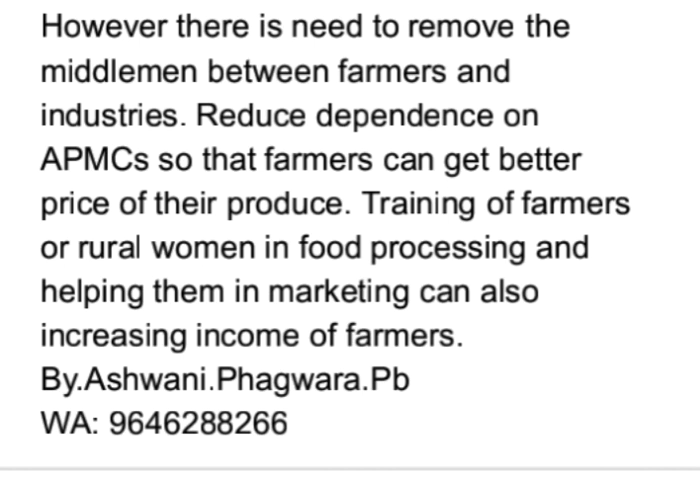 However there is need to remove the
middlemen between farmers and
industries. Reduce dependence on
APMCs so that farmers can get better
price of their produce. Training of farmers
or rural women in food processing and
helping them in marketing can also
increasing income of farmers.
By.Ashwani.Phagwara.Pb
WA: 9646288266